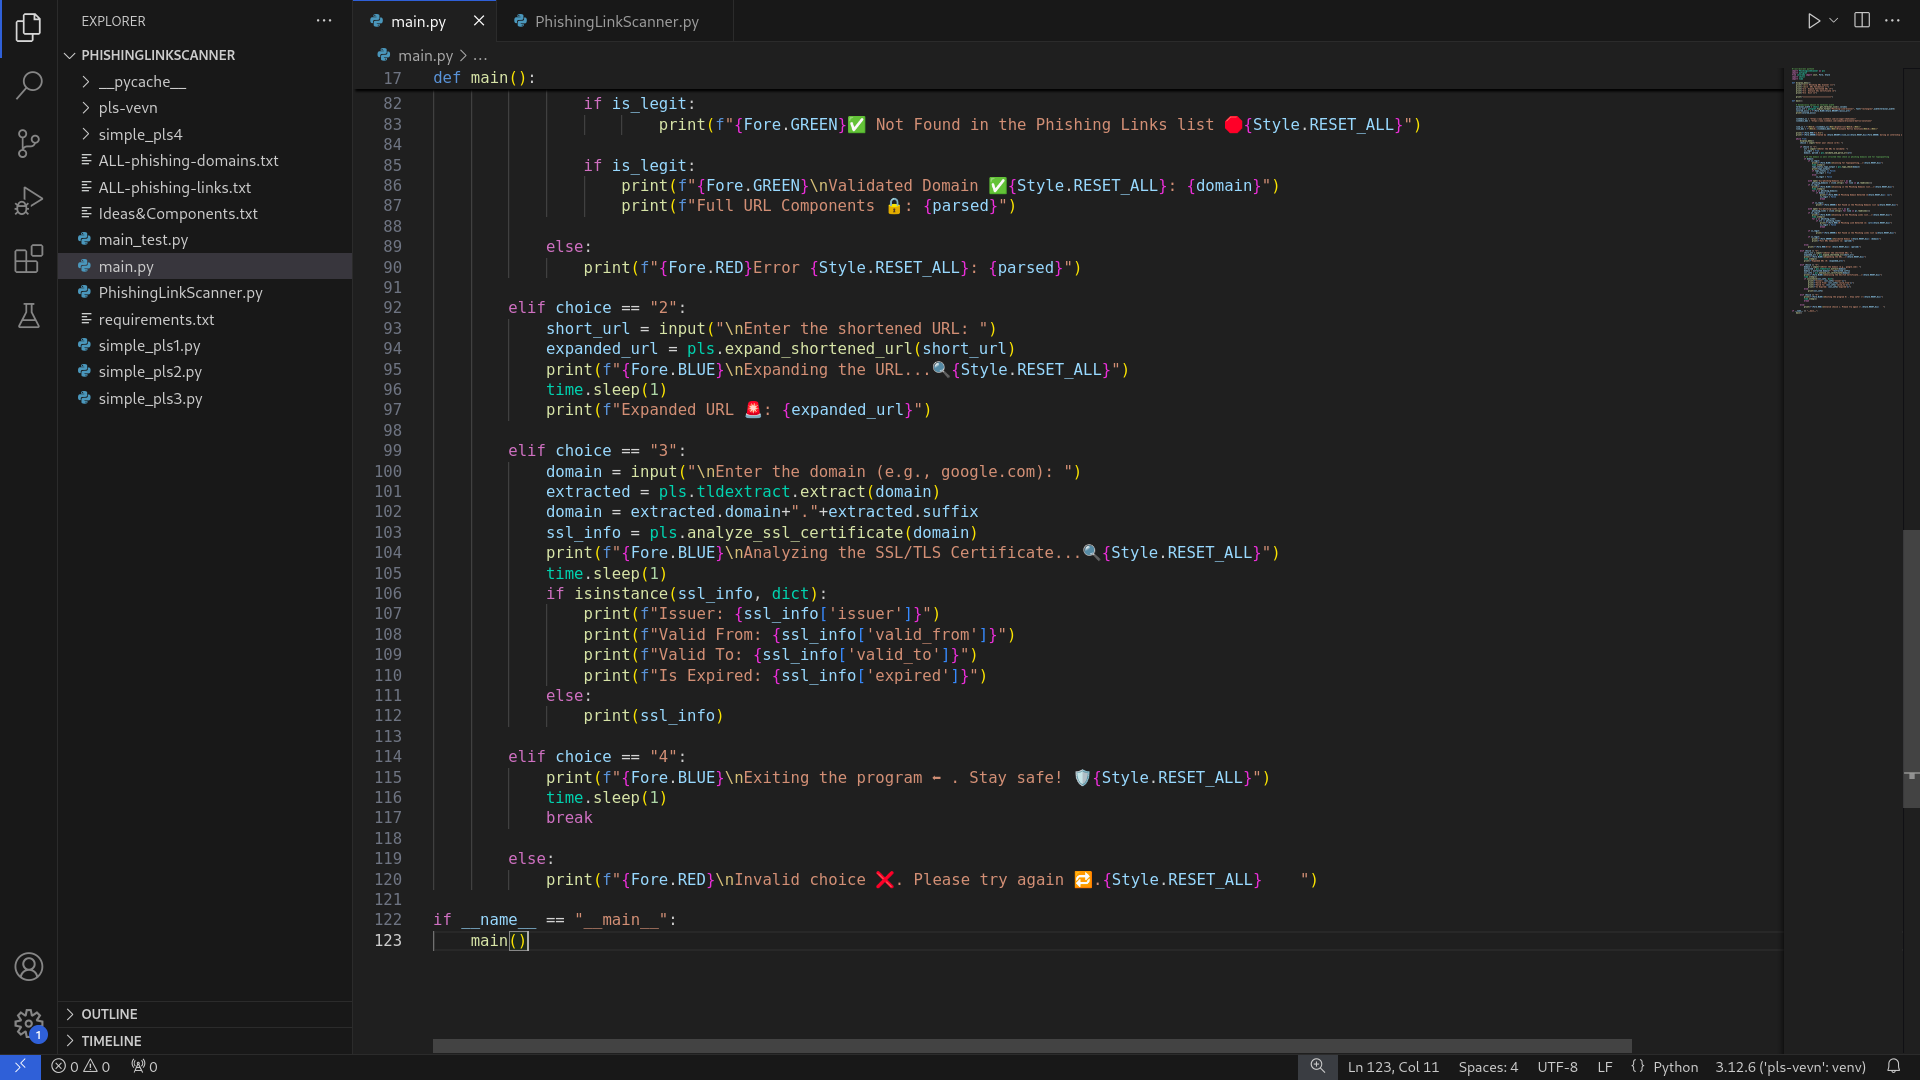 EXPLORER
PHISHINGLINKSCANNER
__pycache__
pls-vevn
simple_pls4
ALL-phishing-domains.txt
ALL-phishing-links.txt
Ideas&Components.txt
main_test.py
main.py
PhishingLinkScanner.py
requirements.txt
simple_pls1.py
simple_pls2.py
simple_pls3.py
OUTLINE
TIMELINE
main.py
PhishingLinkScanner.py
main.py > ...
17 def main():
82 if is_legit:
83 print(f"{Fore.GREEN}✅ Not Found in the Phishing Links list 🛑{Style.RESET_ALL}")
84
85 if is_legit:
86 print(f"{Fore.GREEN}\nValidated Domain ✅{Style.RESET_ALL}: {domain}")
87 print(f"Full URL Components 🔒: {parsed}")
88
89 else:
90 print(f"{Fore.RED}Error {Style.RESET_ALL}: {parsed}")
91
92 elif choice == "2":
93 short_url = input("\nEnter the shortened URL: ")
94 expanded_url = pls.expand_shortened_url(short_url)
95 print(f"{Fore.BLUE}\nExpanding the URL...🔍{Style.RESET_ALL}")
96 time.sleep(1)
97 print(f"Expanded URL 🚨: {expanded_url}")
98
99 elif choice == "3":
100 domain = input("\nEnter the domain (e.g., google.com): ")
101 extracted = pls.tldextract.extract(domain)
102 domain = extracted.domain+"."+extracted.suffix
103 ssl_info = pls.analyze_ssl_certificate(domain)
104 print(f"{Fore.BLUE}\nAnalyzing the SSL/TLS Certificate...🔍{Style.RESET_ALL}")
105 time.sleep(1)
106 if isinstance(ssl_info, dict):
107 print(f"Issuer: {ssl_info['issuer']}")
108 print(f"Valid From: {ssl_info['valid_from']}")
109 print(f"Valid To: {ssl_info['valid_to']}")
110 print(f"Is Expired: {ssl_info['expired']}")
111 else:
112 print(ssl_info)
113
114 elif choice == "4":
115 print(f"{Fore.BLUE}\nExiting the program ⬅ . Stay safe! 🛡️{Style.RESET_ALL}")
116 time.sleep(1)
117 break
118
119 else:
120 print(f"{Fore.RED}\nInvalid choice ❌. Please try again 🔁.{Style.RESET_ALL}    ")
121
122 if __name__ == "__main__":
123 main()
1
0 0 0
Ln 123, Col 11 Spaces: 4 UTF-8 LF {} Python 3.12.6 ('pls-vevn': venv)